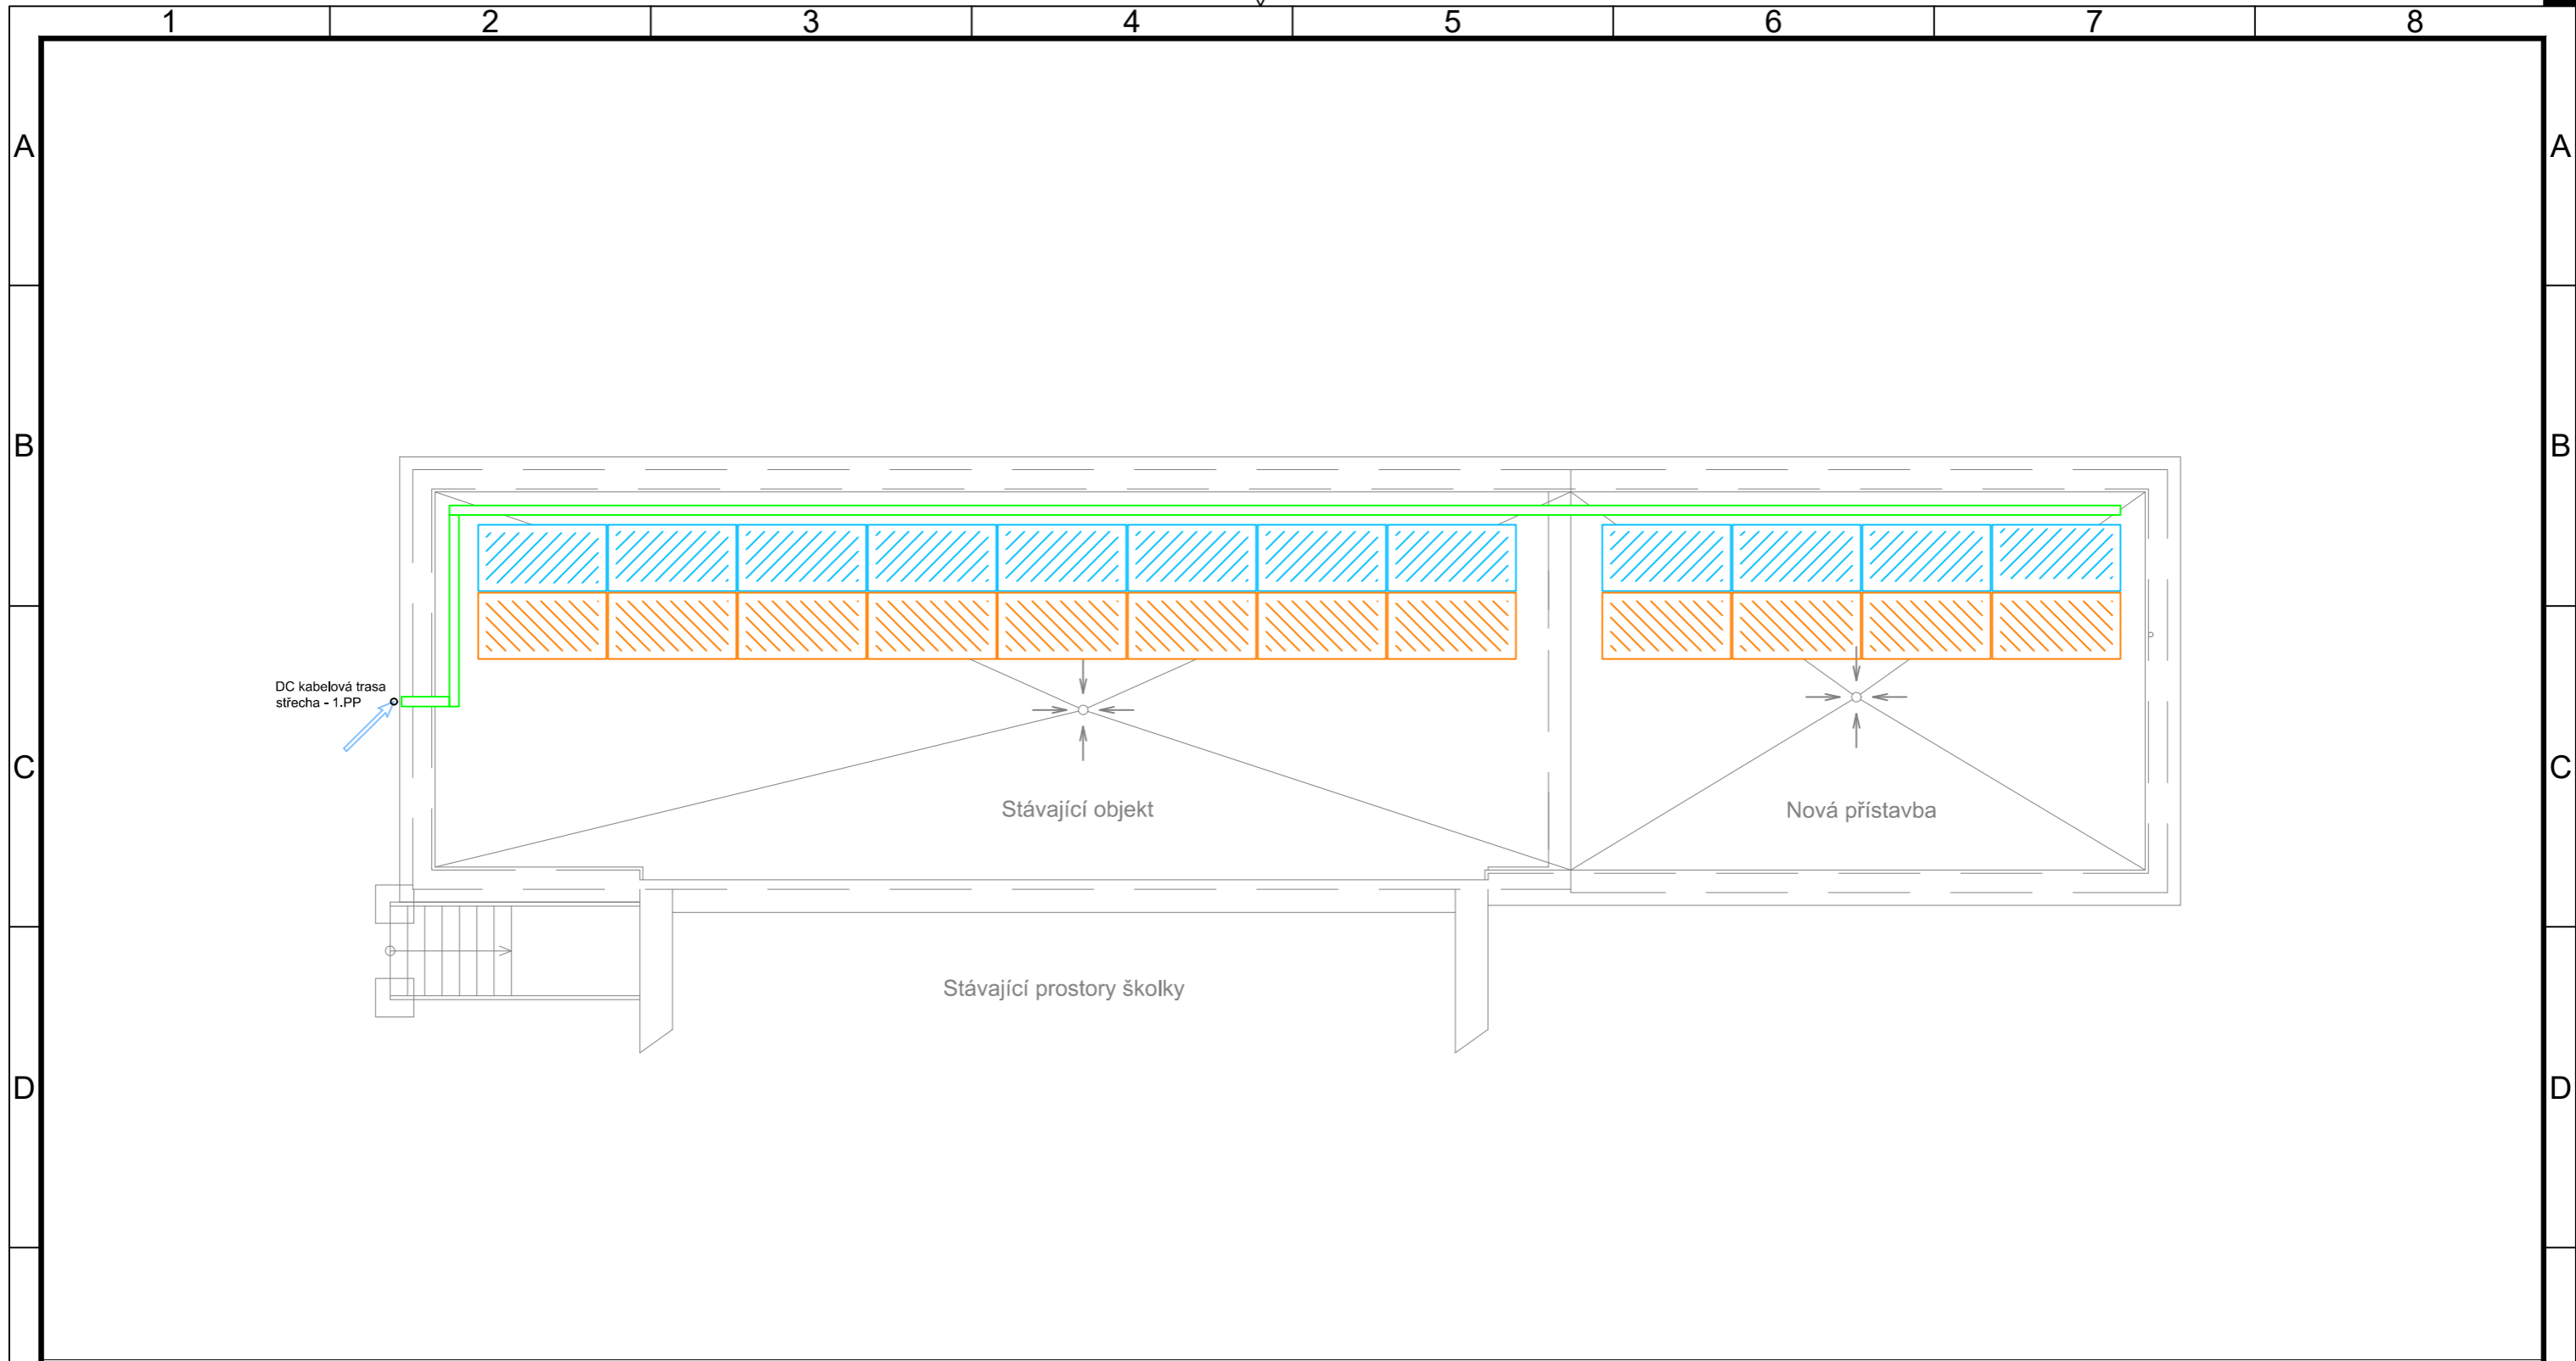 1 2 3 4 5 6 7 8
A A
B B
DC kabelová trasa
střecha - 1.PP
C C
Stávající objekt
Nová přístavba
Stávající prostory školky
D D